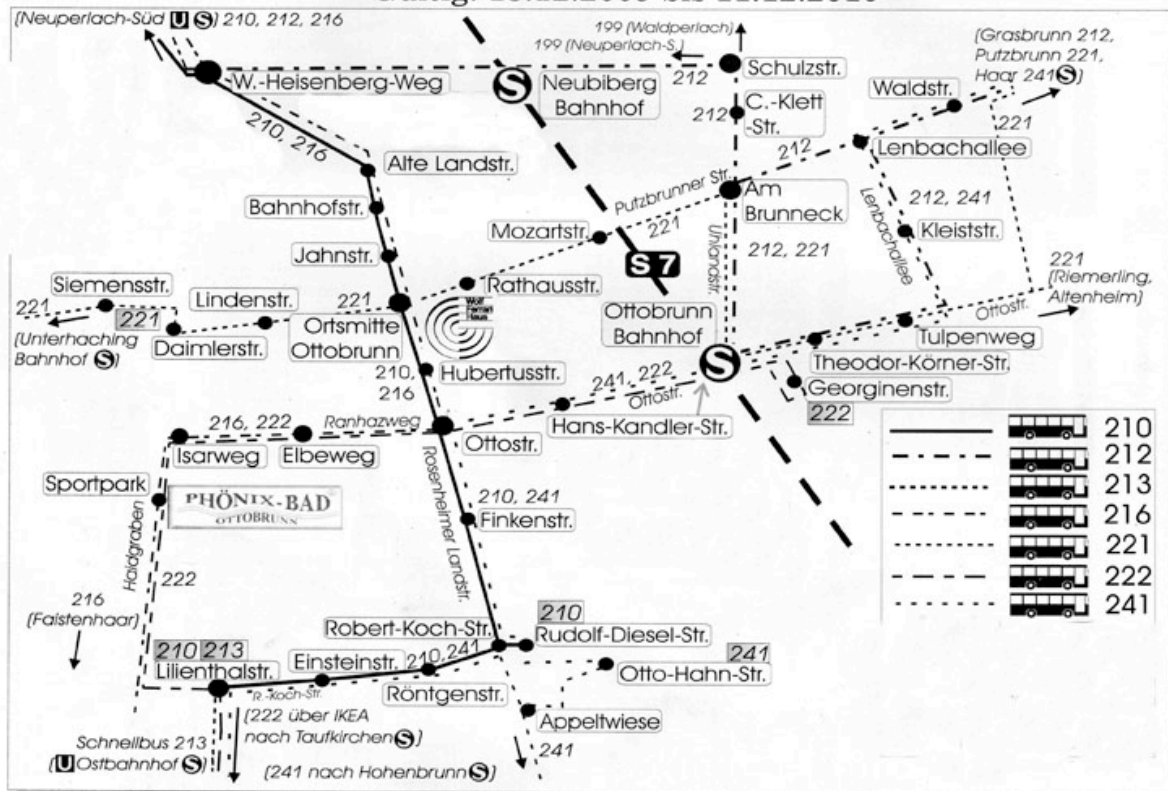 (Neuperlach-Süd U S) 210, 212, 216
199 (Waldperlach)
199 (Neuperlach-S.)
(Grasbrunn 212,
Putzbrunn 221,
Haar 241 S)
W.-Heisenberg-Weg
Neubiberg
Bahnhof
212
Schulzstr.
Waldstr.
212
C.-Klett
-Str.
221
210, 216
212
Lenbachallee
Alte Landstr.
Putzbrunner Str.
Am
Brunneck
Bahnhofstr.
Mozartstr.
221
Lenbachallee
212, 241
Kleiststr.
Uhlandstr.
212, 221
Jahnstr.
S 7
Siemensstr.
Rathausstr.
221
(Riemerling,
Altenheim)
221
221
Lindenstr.
221
Ortsmitte
Ottobrunn
Ottobrunn
Bahnhof
Ottostr.
(Unterhaching
Bahnhof S)
Daimlerstr.
Tulpenweg
Theodor-Körner-Str.
210,
216
Hubertusstr.
241, 222
Ottostr.
Georginenstr.
222
Hans-Kandler-Str.
216, 222
Ranhazweg
Isarweg
Elbeweg
Ottostr.
210
212
213
216
221
222
241
Sportpark
PHÖNIX-BAD
OTTOBRUNN
Rosenheimer Landstr.
210, 241
Finkenstr.
Haidgraben
222
216
(Faistenhaar)
210
Robert-Koch-Str.
Rudolf-Diesel-Str.
210 213
Lilienthalstr.
Einsteinstr.
210,241
241
Otto-Hahn-Str.
R.-Koch-Str.
Röntgenstr.
(222 über IKEA
nach Taufkirchen S)
Appeltwiese
Schnellbus 213
(U Ostbahnhof S)
241
(241 nach Hohenbrunn S)